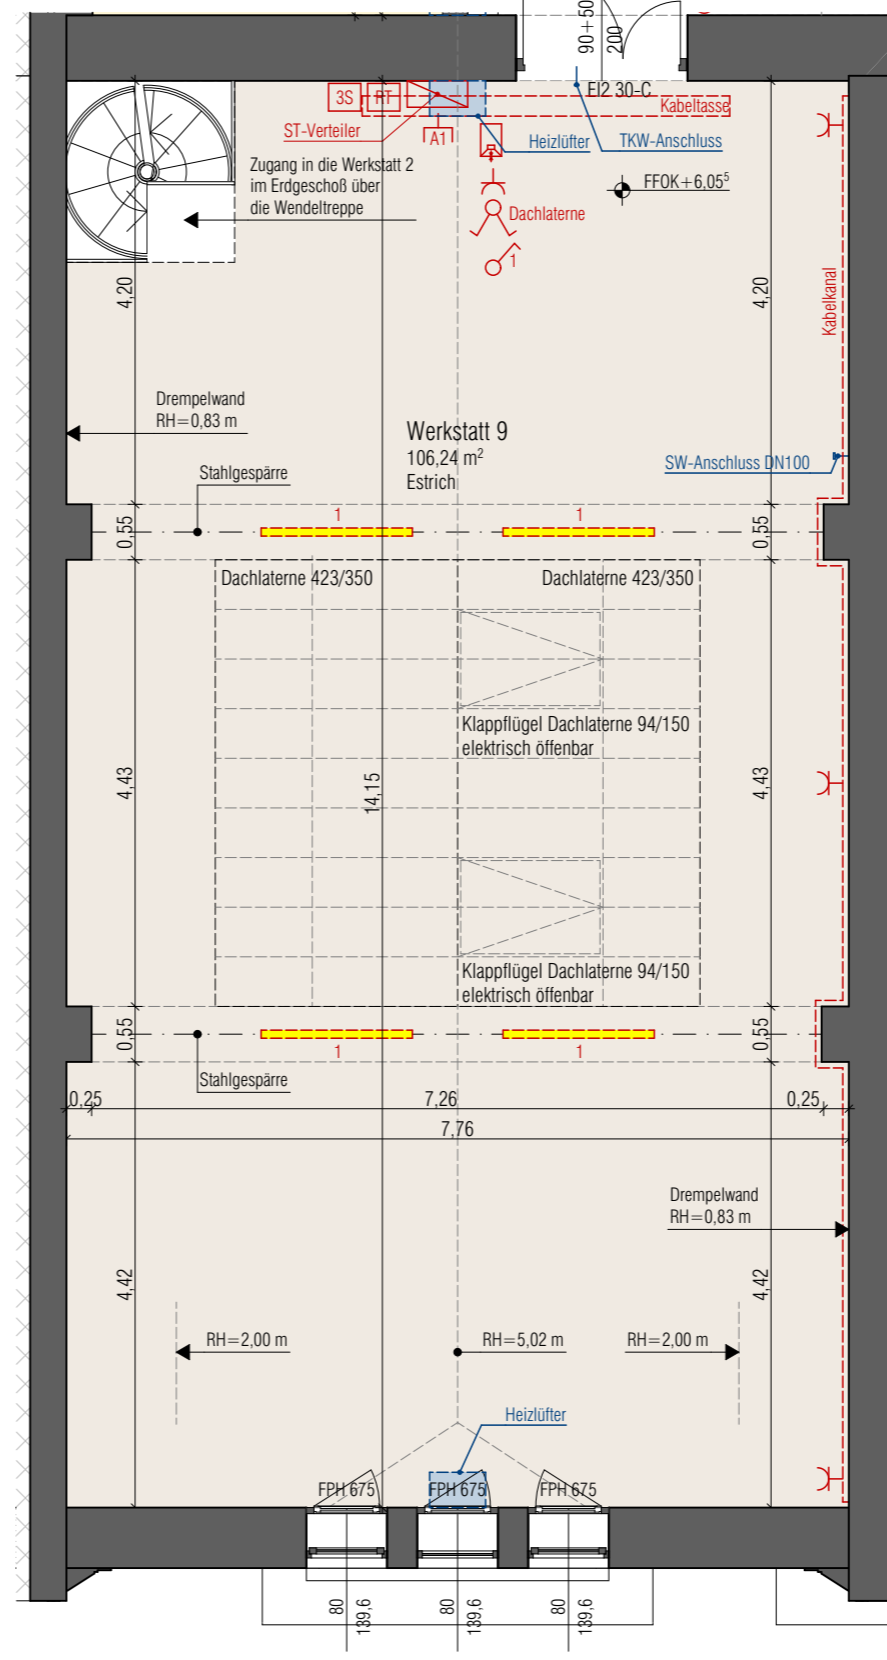 90+50
200
EI2 30-C
3S
RT
Kabeltasse
ST-Verteiler
A1
Heizlüfter
TKW-Anschluss
Zugang in die Werkstatt 2
im Erdgeschoß über
die Wendeltreppe
FFOK+6,05⁵
Dachlaterne
1
4,20
4,20
Kabelkanal
Drempelwand
RH=0,83 m
Werkstatt 9
106,24 m²
Estrich
SW-Anschluss DN100
Stahlgespärre
0,55
1
1
0,55
Dachlaterne 423/350
Dachlaterne 423/350
Klappflügel Dachlaterne 94/150
elektrisch öffenbar
4,43
14,15
4,43
Klappflügel Dachlaterne 94/150
elektrisch öffenbar
0,55
1
1
0,55
Stahlgespärre
0,25
7,26
0,25
7,76
Drempelwand
RH=0,83 m
4,42
4,42
RH=2,00 m
RH=5,02 m
RH=2,00 m
Heizlüfter
FPH 675
FPH 675
FPH 675
80
139,6
80
139,6
80
139,6